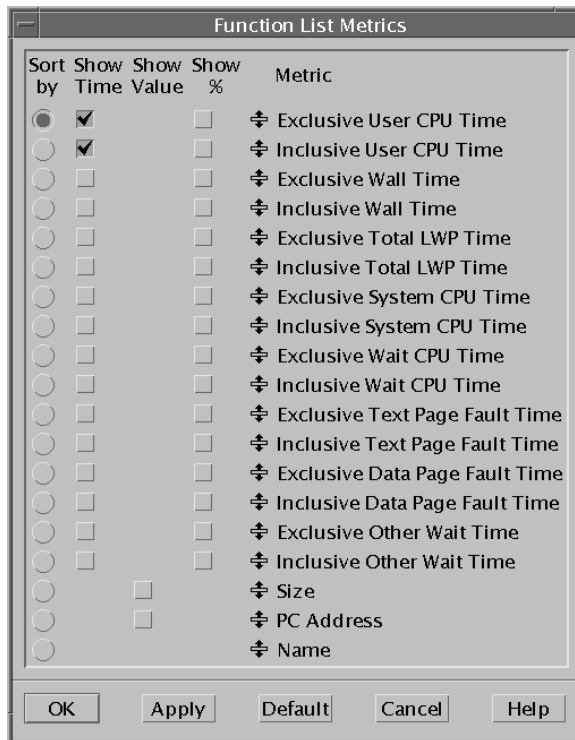 Function List Metrics
Sort Show Show Show
by Time Value % Metric
Exclusive User CPU Time
Inclusive User CPU Time
Exclusive Wall Time
Inclusive Wall Time
Exclusive Total LWP Time
Inclusive Total LWP Time
Exclusive System CPU Time
Inclusive System CPU Time
Exclusive Wait CPU Time
Inclusive Wait CPU Time
Exclusive Text Page Fault Time
Inclusive Text Page Fault Time
Exclusive Data Page Fault Time
Inclusive Data Page Fault Time
Exclusive Other Wait Time
Inclusive Other Wait Time
Size
PC Address
Name
OK Apply Default Cancel Help